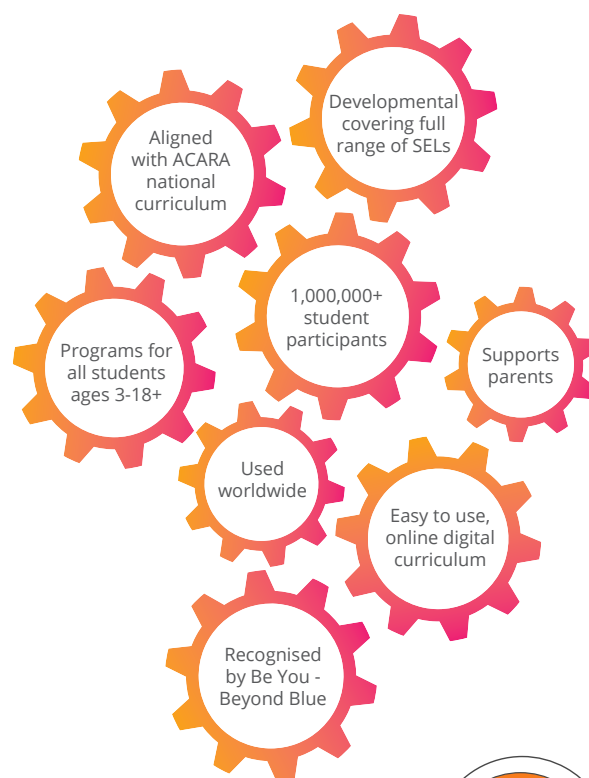 Developmental
covering full
range of SELs
Aligned
with ACARA
national
curriculum
1,000,000+
student
participants
Programs for
all students
ages 3-18+
Supports
parents
Used
worldwide
Easy to use,
online digital
curriculum
Recognised
by Be You -
Beyond Blue